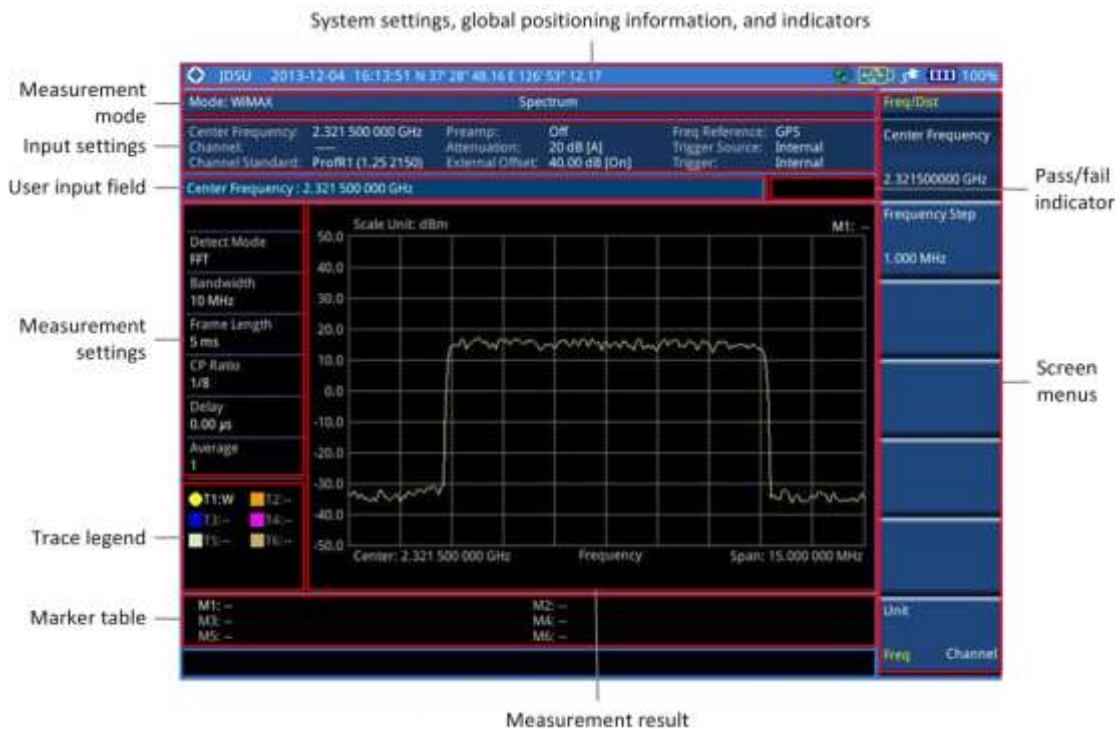 System settings, global positioning information, and indicators
JDSU 2013-12-04 16:13:51 N 37° 28" 48.16 E 126° 53" 12.17 100%
Measurement mode
Mode: WiMAX Spectrum
Freq/Dist
Input settings
Center Frequency: 2.321 500 000 GHz Preamp: Off Freq Reference: GPS
Channel: ---- Attenuation: 20 dB [A] Trigger Source: Internal
Channel Standard: Profit1 (1.25 2150) External Offset: 40.00 dB [On] Trigger: Internal
Center Frequency
2.321500000 GHz
User input field
Center Frequency : 2.321 500 000 GHz
Pass/fail indicator
Frequency Step
1.000 MHz
Measurement settings
Detect Mode
FFT
Bandwidth
10 MHz
Frame Length
5 ms
CP Ratio
1/8
Delay
0.00 µs
Average
1
Scale Unit: dBm M1: --
50.0
40.0
30.0
20.0
10.0
0.0
-10.0
-20.0
-30.0
-40.0
-50.0
Center: 2.321 500 000 GHz Frequency Span: 15.000 000 MHz
Screen menus
Trace legend
T1:W T2:--
T3:-- T4:--
T5:-- T6:--
Marker table
M1: -- M2: --
M3: -- M4: --
M5: -- M6: --
Unit
Freq Channel
Measurement result